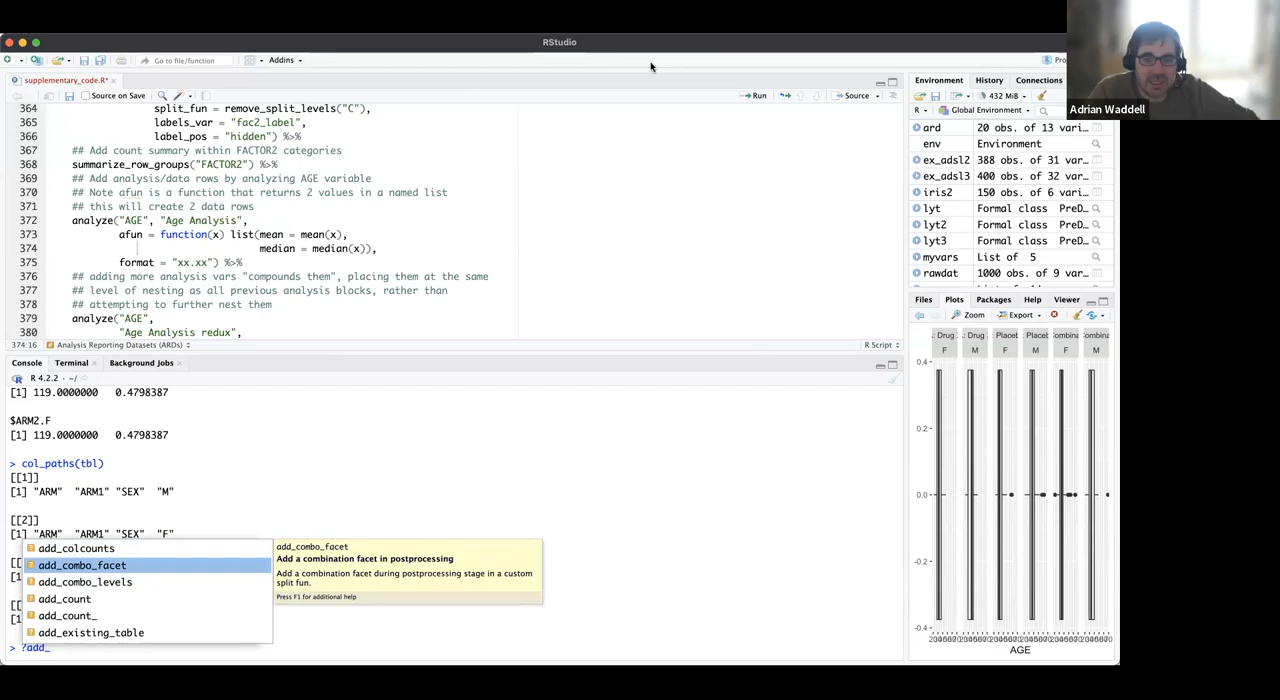 RStudio
Go to file/function
Addins
Adrian Waddell
supplementary_code.R* ×
Source on Save
Run
Source
364 split_fun = remove_split_levels("C"),
365 labels_var = "fac2_label",
366 label_pos = "hidden") %>%
367 ## Add count summary within FACTOR2 categories
368 summarize_row_groups("FACTOR2") %>%
369 ## Add analysis/data rows by analyzing AGE variable
370 ## Note afun is a function that returns 2 values in a named list
371 ## this will create 2 data rows
372 analyze("AGE", "Age Analysis",
373 afun = function(x) list(mean = mean(x),
374 median = median(x)),
375 format = "xx.xx") %>%
376 ## adding more analysis vars "compounds them", placing them at the same
377 ## level of nesting as all previous analysis blocks, rather than
378 ## attempting to further nest them
379 analyze("AGE",
380 "Age Analysis redux",
374:16 Analysis Reporting Datasets (ARDs)
R Script
Console Terminal × Background Jobs ×
R 4.2.2 · ~/
[1] 119.0000000 0.4798387
$ARM2.F
[1] 119.0000000 0.4798387
> col_paths(tbl)
[[1]]
[1] "ARM" "ARM1" "SEX" "M"
[[2]]
[1] "ARM" "ARM1" "SEX" "F"
add_colcounts
add_combo_facet
add_combo_levels
add_count
add_count_
add_existing_table
add_combo_facet
Add a combination facet in postprocessing
Add a combination facet during postprocessing stage in a custom
split fun.
Press F1 for additional help
> ?add_
Environment History Connections
432 MiB
R Global Environment
ard 20 obs. of 13 vari…
env Environment
ex_adsl2 388 obs. of 31 var…
ex_adsl3 400 obs. of 32 var…
iris2 150 obs. of 6 vari…
lyt Formal class PreD…
lyt2 Formal class PreD…
lyt3 Formal class PreD…
myvars List of 5
rawdat 1000 obs. of 9 var…
Files Plots Packages Help Viewer
Zoom Export
F M F M F M
0.4
0.2
0.0
-0.2
-0.4
AGE